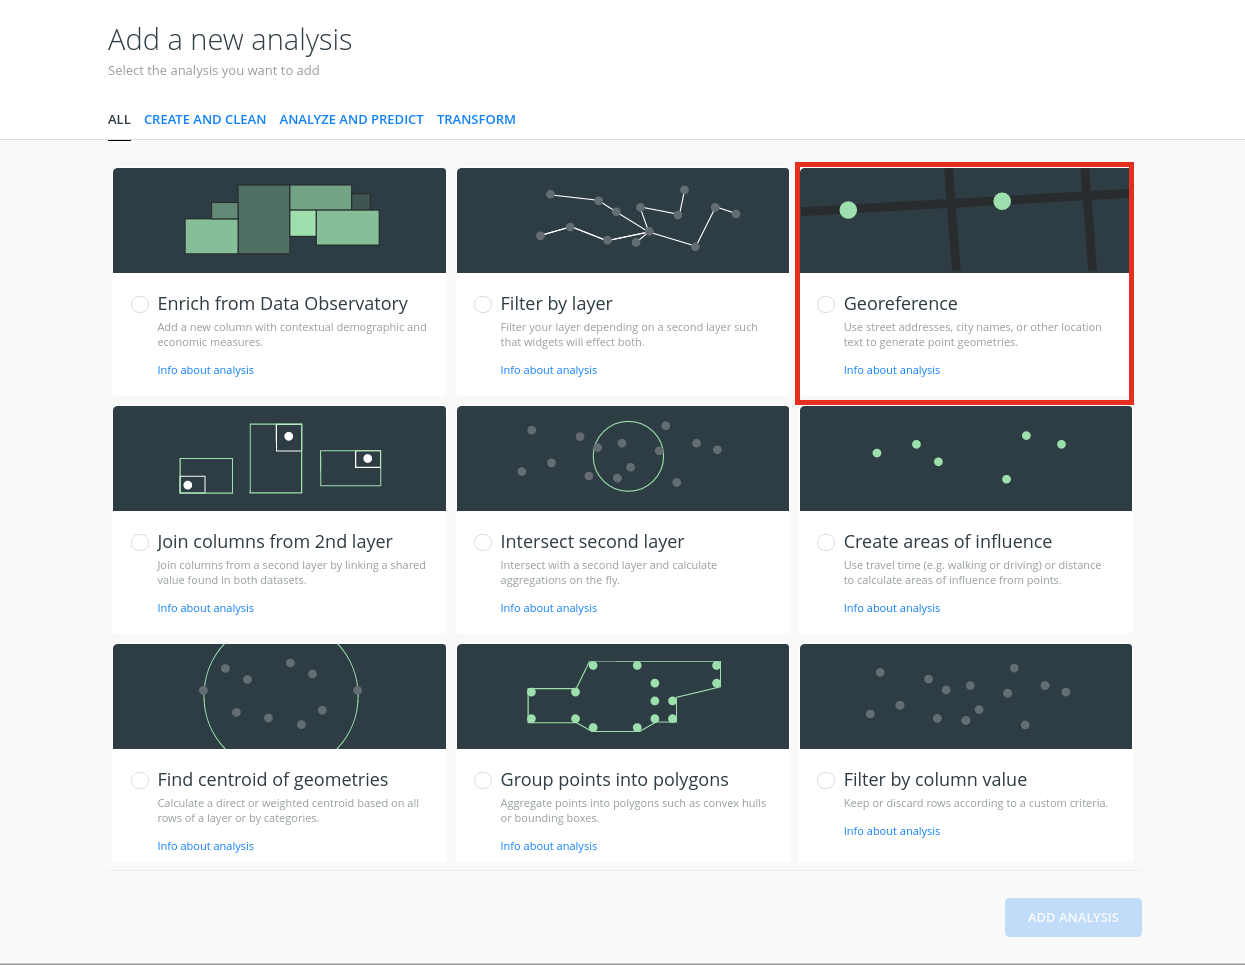 Add a new analysis
Select the analysis you want to add
ALL CREATE AND CLEAN ANALYZE AND PREDICT TRANSFORM
Enrich from Data Observatory
Add a new column with contextual demographic and
economic measures.
Info about analysis
Filter by layer
Filter your layer depending on a second layer such
that widgets will effect both.
Info about analysis
Georeference
Use street addresses, city names, or other location
text to generate point geometries.
Info about analysis
Join columns from 2nd layer
Join columns from a second layer by linking a shared
value found in both datasets.
Info about analysis
Intersect second layer
Intersect with a second layer and calculate
aggregations on the fly.
Info about analysis
Create areas of influence
Use travel time (e.g. walking or driving) or distance
to calculate areas of influence from points.
Info about analysis
Find centroid of geometries
Calculate a direct or weighted centroid based on all
rows of a layer or by categories.
Info about analysis
Group points into polygons
Aggregate points into polygons such as convex hulls
or bounding boxes.
Info about analysis
Filter by column value
Keep or discard rows according to a custom criteria.
Info about analysis
ADD ANALYSIS